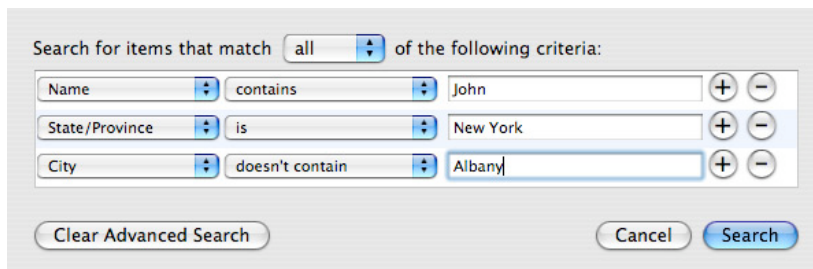 Search for items that match all of the following criteria:
Name contains John
State/Province is New York
City doesn't contain Albany
Clear Advanced Search Cancel Search